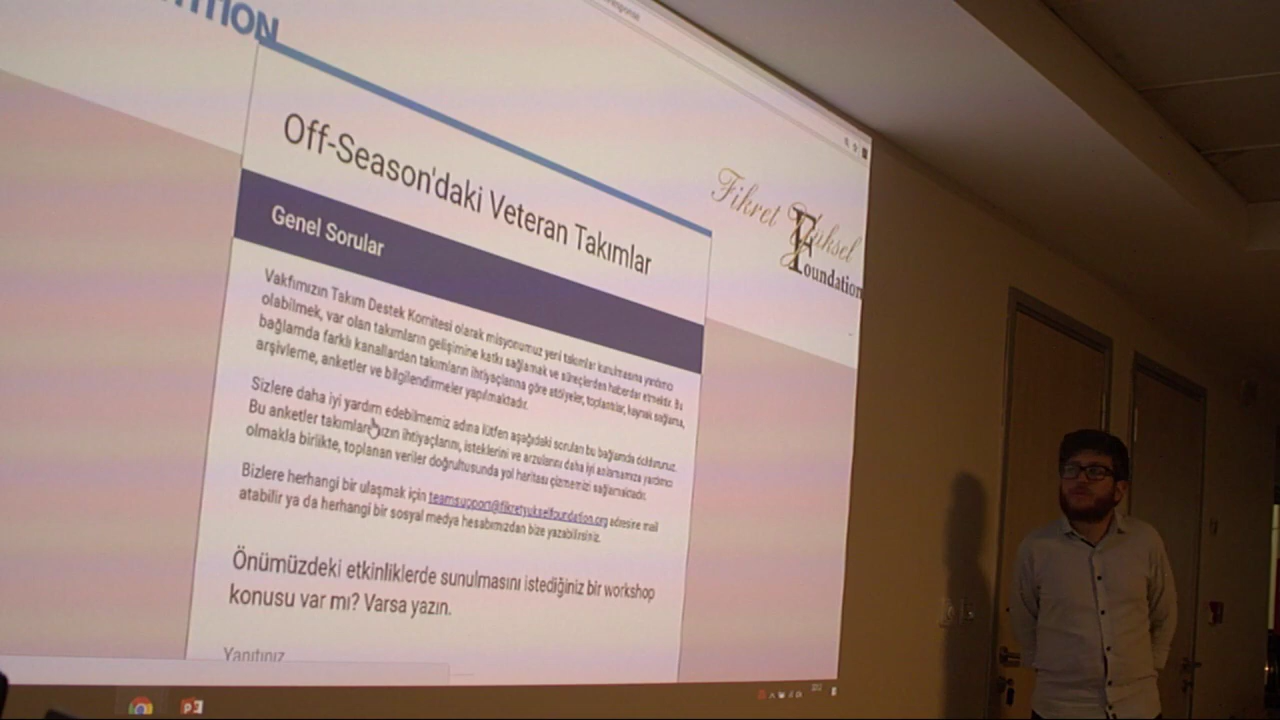 TION
Off-Season'daki Veteran Takımlar
Fikret Yüksel
Foundation
Genel Sorular
Vakfımızın Takım Destek Komitesi olarak misyonumuz yeni takımlar kurulmasına yardımcı
olabilmek, var olan takımların gelişimine katkı sağlamak ve süreçlerden haberdar etmektir. Bu
bağlamda farklı kanallardan takımların ihtiyaçlarına göre atölyeler, toplantılar, kaynak sağlama,
arşivleme, anketler ve bilgilendirmeler yapılmaktadır.
Sizlere daha iyi yardım edebilmemiz adına lütfen aşağıdaki soruları bu bağlamda doldurunuz.
Bu anketler takımlarınızın ihtiyaçlarını, isteklerini ve arzularını daha iyi anlamamıza yardımcı
olmakla birlikte, toplanan veriler doğrultusunda yol haritası çizmemizi sağlamaktadır.
Bizlere herhangi bir ulaşmak için teamsupport@fikretyukselfoundation.org adresine mail
atabilir ya da herhangi bir sosyal medya hesabımızdan bize yazabilirsiniz.
Önümüzdeki etkinliklerde sunulmasını istediğiniz bir workshop
konusu var mı? Varsa yazın.
Yanıtınız